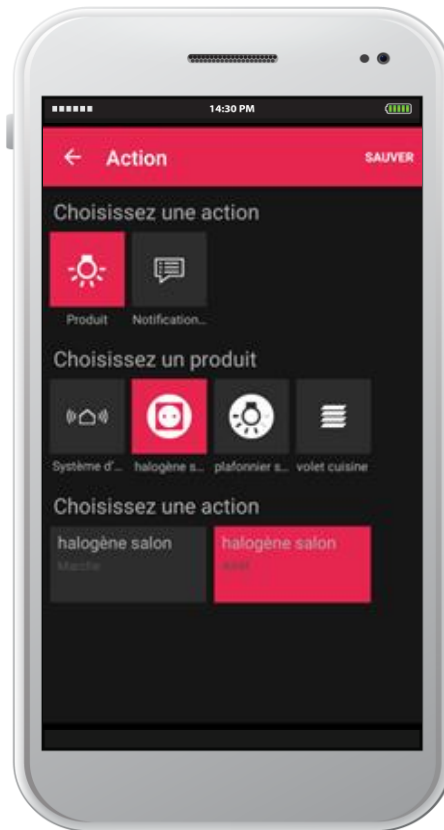 14:30 PM
Action SAUVER
Choisissez une action
Produit Notification...
Choisissez un produit
Système d'... halogène s... plafonnier s... volet cuisine
Choisissez une action
halogène salon halogène salon
Marche Arrêt